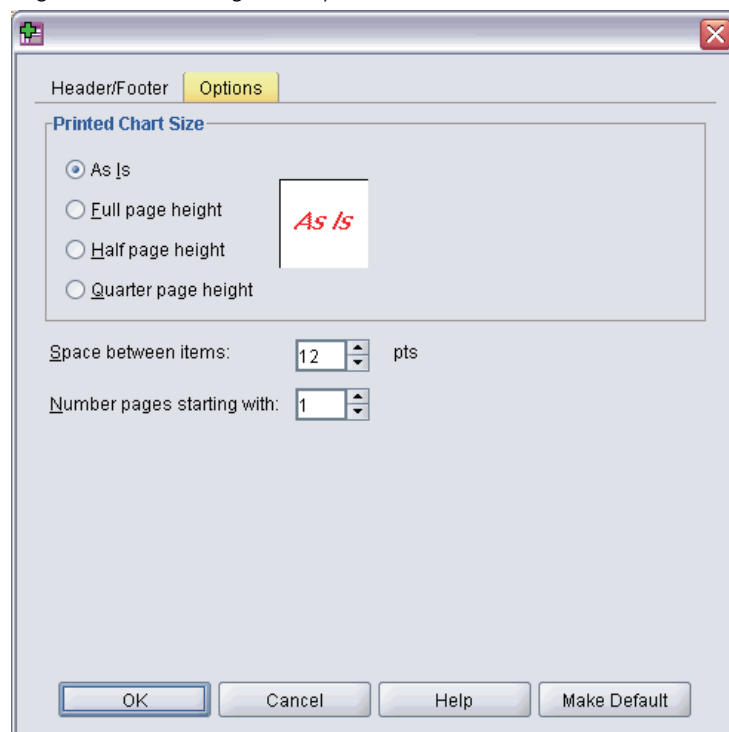 Header/Footer Options
Printed Chart Size
As Is
Full page height
As Is
Half page height
Quarter page height
Space between items: 12 pts
Number pages starting with: 1
OK Cancel Help Make Default